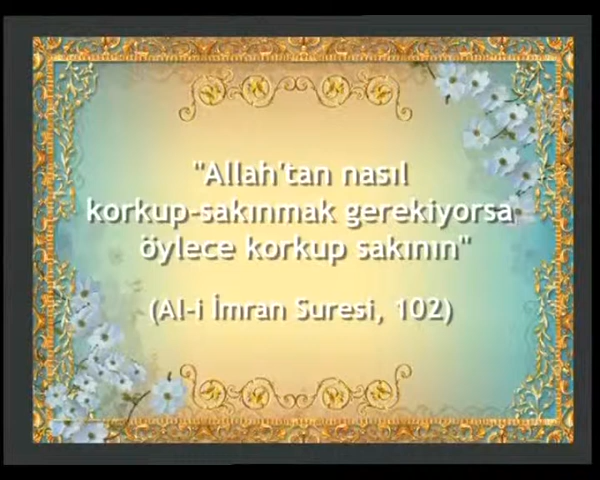 "Allah'tan nasıl
korkup-sakınmak gerekiyorsa
öylece korkup sakının"
(Al-i İmran Suresi, 102)